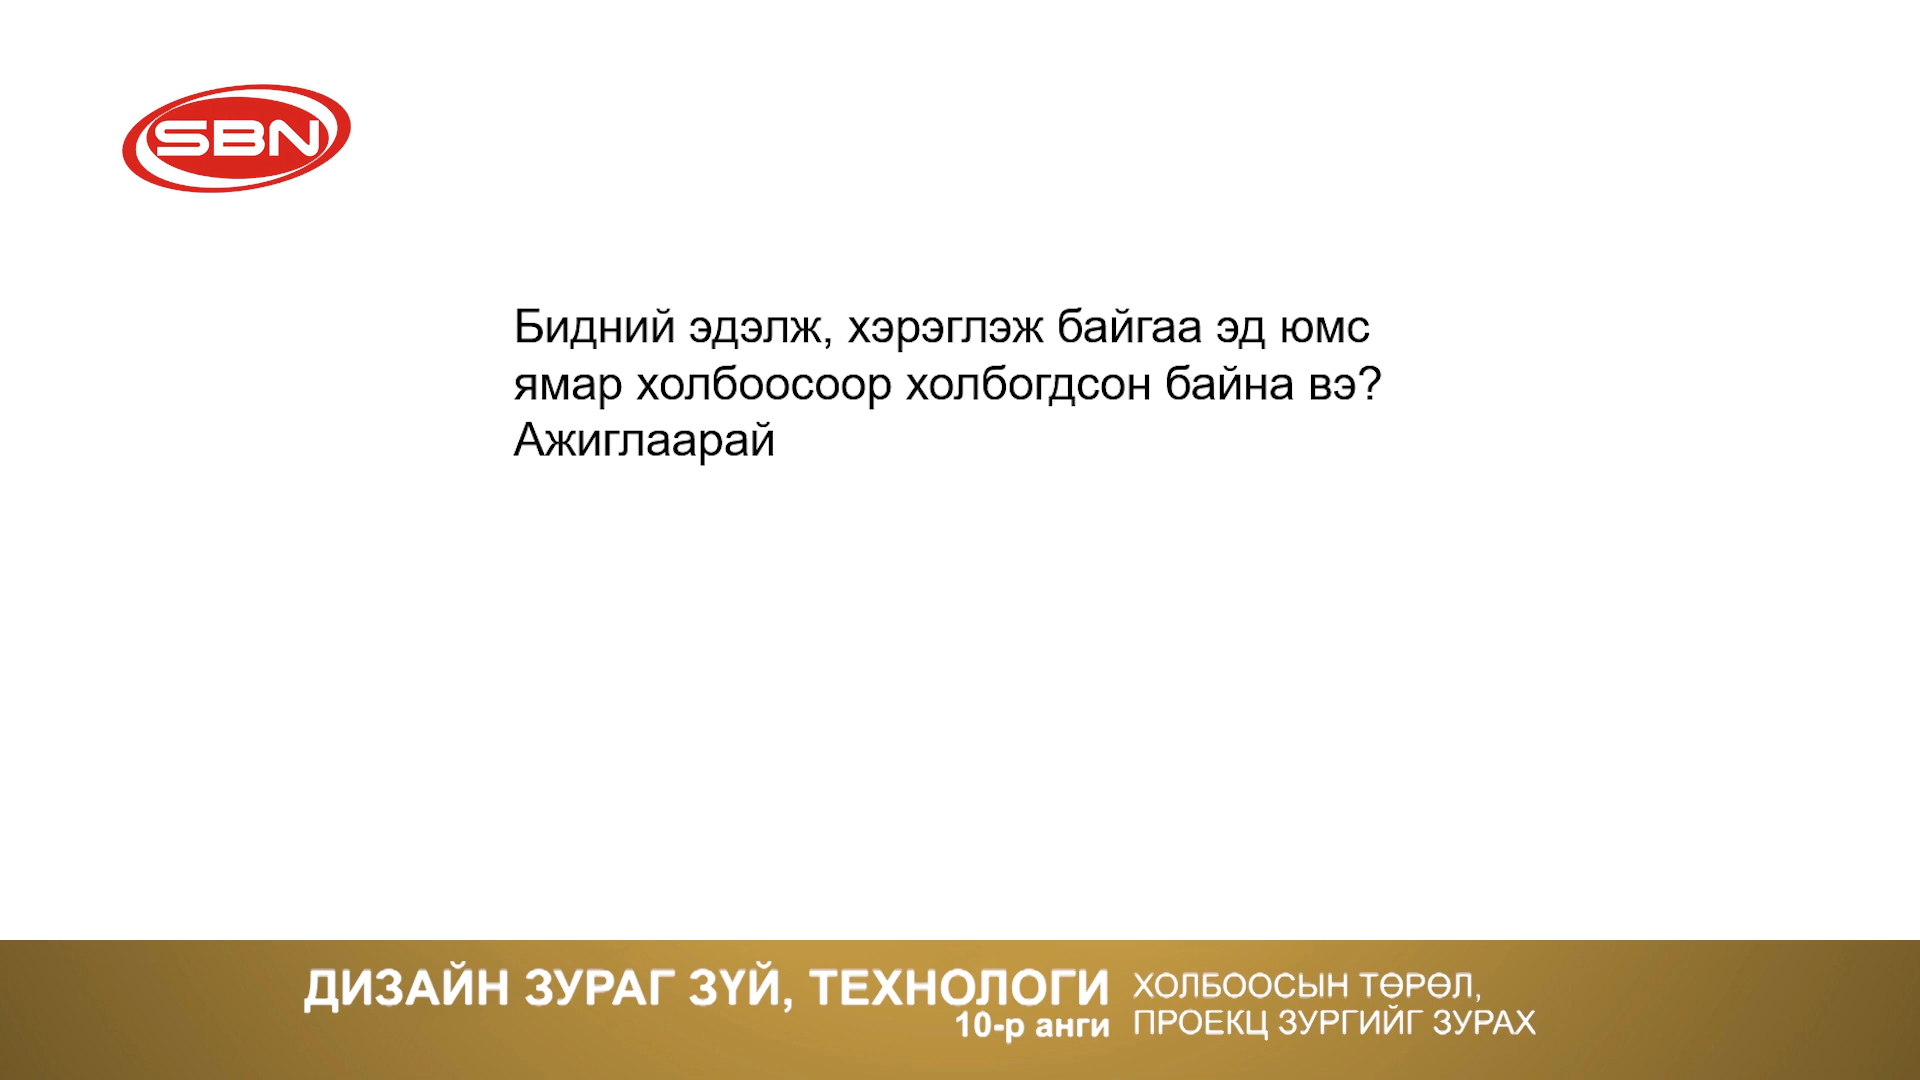 SBN
Бидний эдэлж, хэрэглэж байгаа эд юмс
ямар холбоосоор холбогдсон байна вэ?
Ажиглаарай
ДИЗАЙН ЗУРАГ ЗҮЙ, ТЕХНОЛОГИ
10-р анги
ХОЛБООСЫН ТӨРӨЛ,
ПРОЕКЦ ЗУРГИЙГ ЗУРАХ